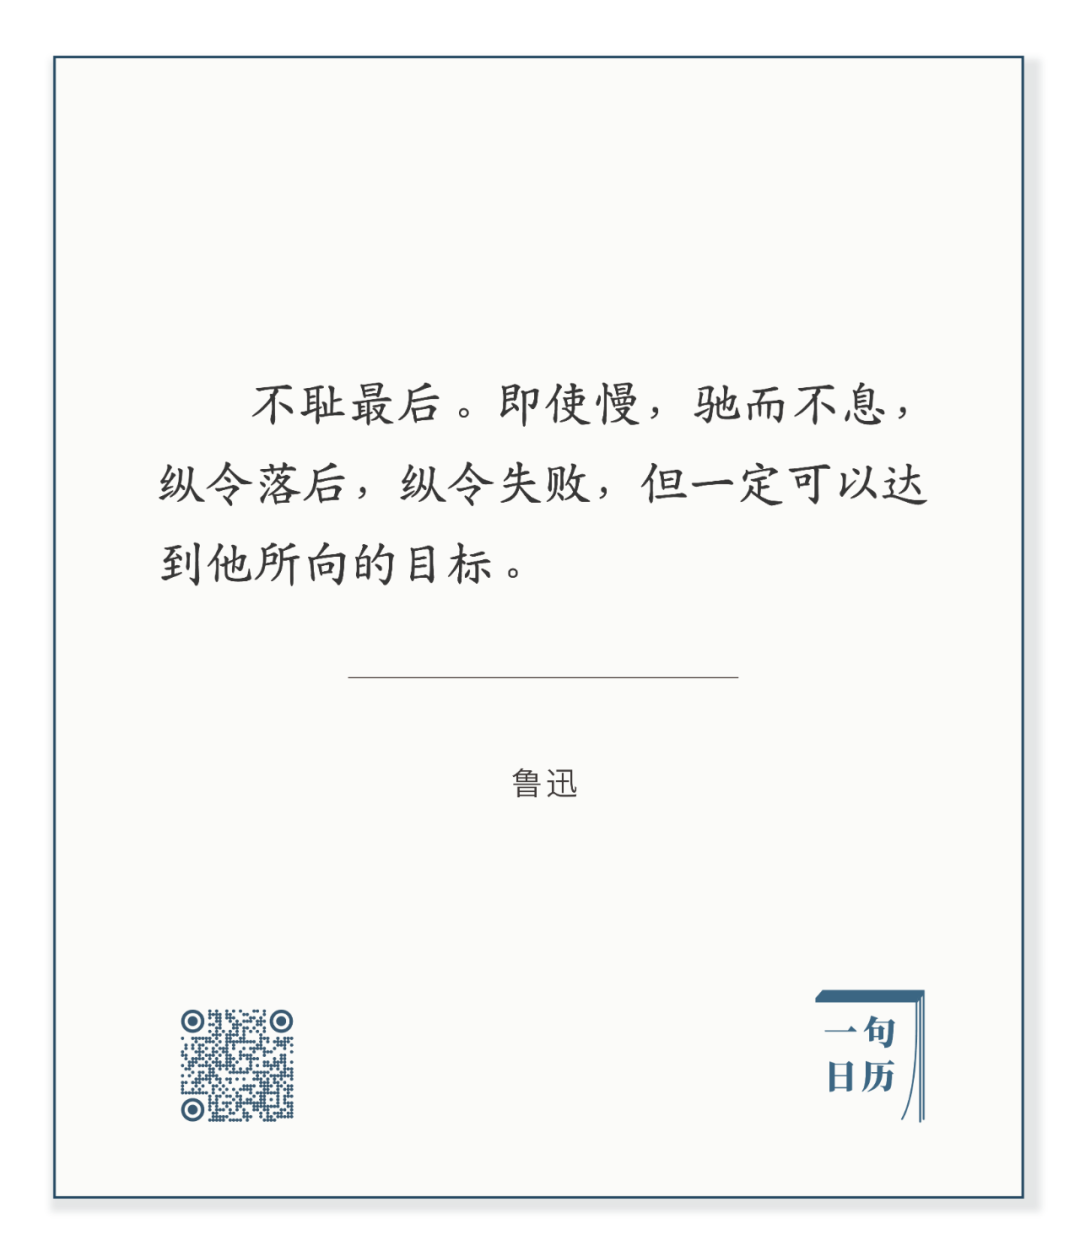 不耻最后。即使慢，驰而不息，
纵令落后，纵令失败，但一定可以达
到他所向的目标。
鲁迅
一句
日历